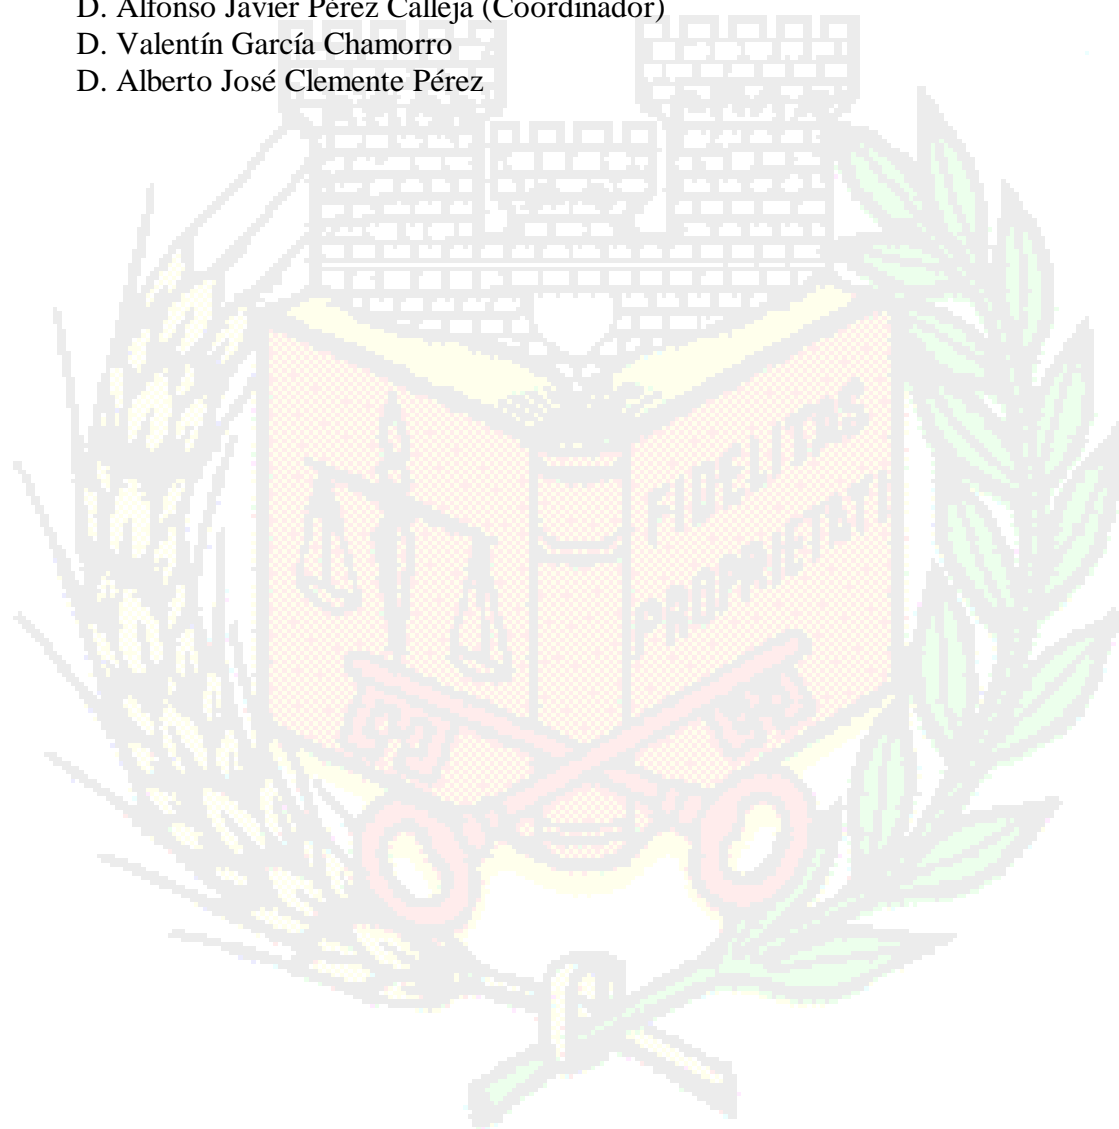 D. Alfonso Javier Pérez Calleja (Coordinador)
D. Valentín García Chamorro
D. Alberto José Clemente Pérez
FIDELITAS
PROPRIETATI